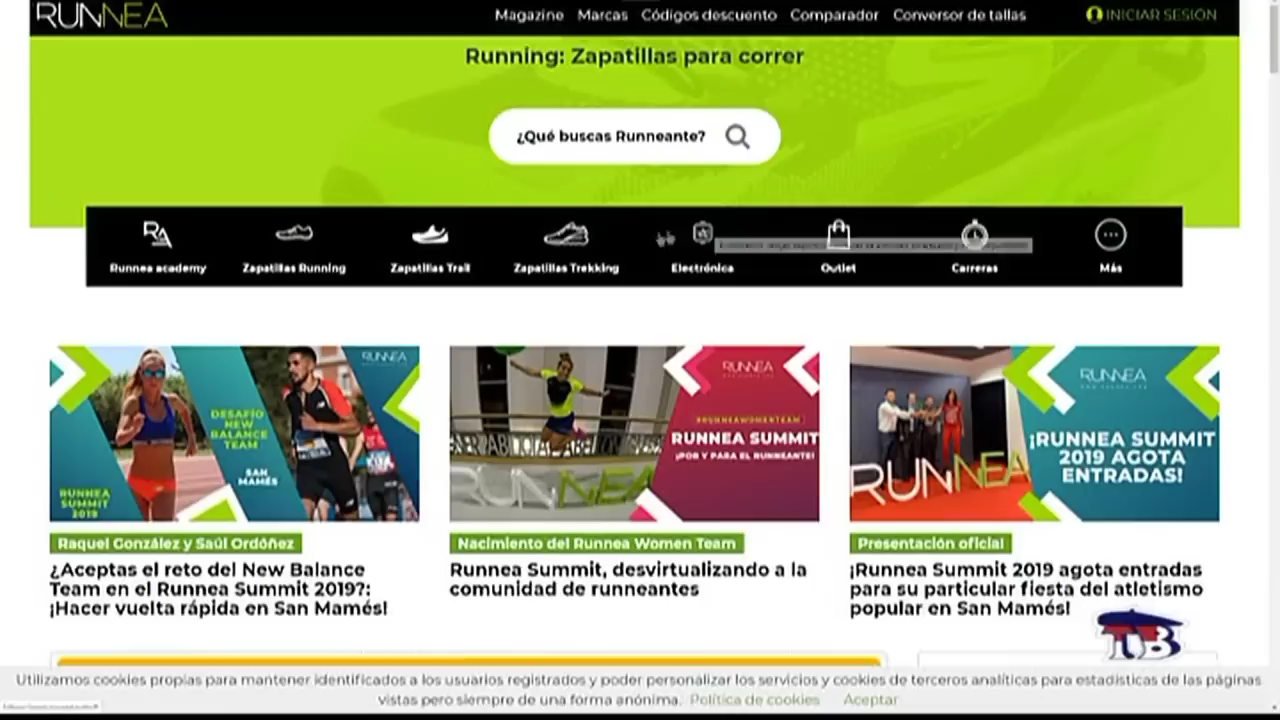 RUNNEA
Magazine Marcas Códigos descuento Comparador Conversor de tallas INICIAR SESIÓN
Running: Zapatillas para correr
¿Qué buscas Runneante?
Runnea academy Zapatillas Running Zapatillas Trail Zapatillas Trekking Electrónica Outlet Carreras Más
RUNNEA
DESAFÍO
NEW
BALANCE
TEAM
SAN
MAMÉS
RUNNEA
SUMMIT
2019
RUNNEA
#RUNNEAWOMENTEAM
RUNNEA SUMMIT
¡POR Y PARA EL RUNNEANTE!
RUNNEA
RUNNEA
¡RUNNEA SUMMIT
2019 AGOTA
ENTRADAS!
RUNNEA
Raquel González y Saúl Ordóñez
¿Aceptas el reto del New Balance
Team en el Runnea Summit 2019?:
¡Hacer vuelta rápida en San Mamés!
Nacimiento del Runnea Women Team
Runnea Summit, desvirtualizando a la
comunidad de runneantes
Presentación oficial
¡Runnea Summit 2019 agota entradas
para su particular fiesta del atletismo
popular en San Mamés!
TB
Utilizamos cookies propias para mantener identificados a los usuarios registrados y poder personalizar los servicios y cookies de terceros analíticas para estadísticas de las páginas
vistas pero siempre de una forma anónima. Política de cookies Aceptar